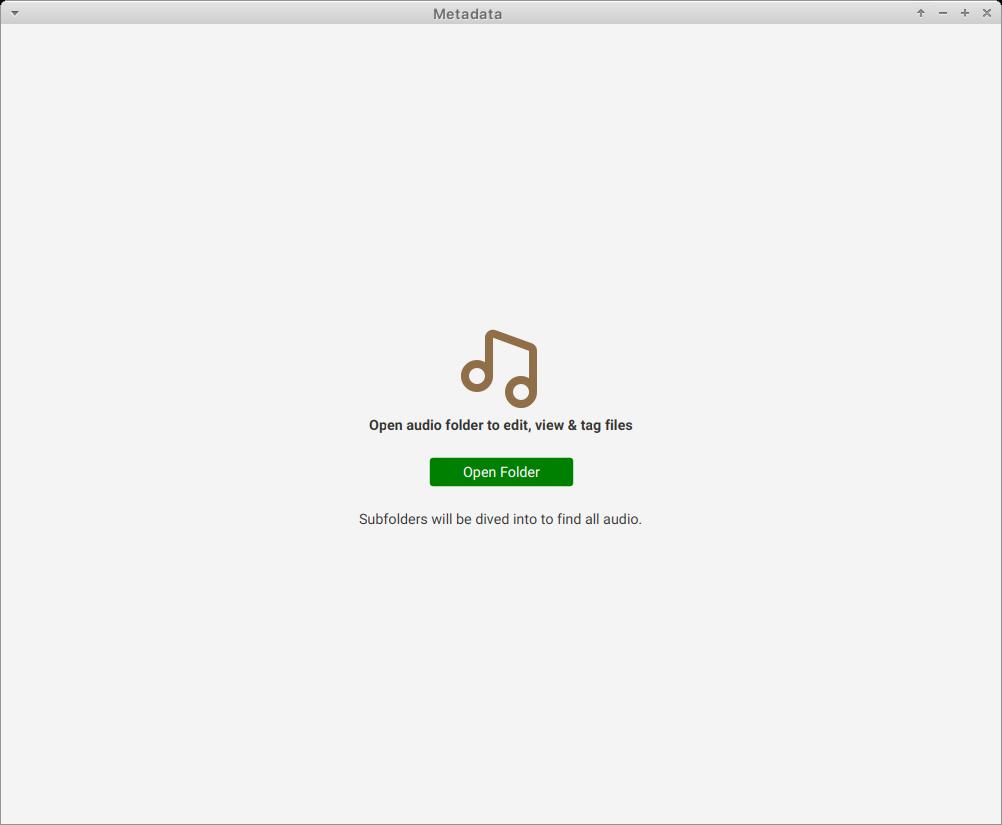 Metadata
Open audio folder to edit, view & tag files
Open Folder
Subfolders will be dived into to find all audio.